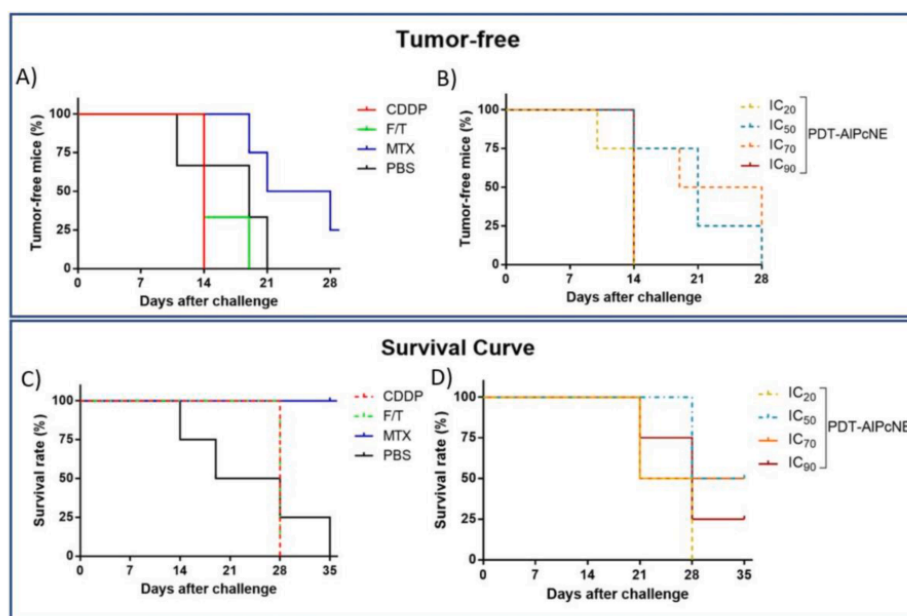 Tumor-free
A)
Tumor-free mice (%)
100
75
50
25
0
0 7 14 21 28
Days after challenge
CDDP
F/T
MTX
PBS
B)
Tumor-free mice (%)
100
75
50
25
0
0 7 14 21 28
Days after challenge
IC20
IC50
IC70
IC90
PDT-AlPcNE
Survival Curve
C)
Survival rate (%)
100
75
50
25
0
0 7 14 21 28 35
Days after challenge
CDDP
F/T
MTX
PBS
D)
Survival rate (%)
100
75
50
25
0
0 7 14 21 28 35
Days after challenge
IC20
IC50
IC70
IC90
PDT-AlPcNE